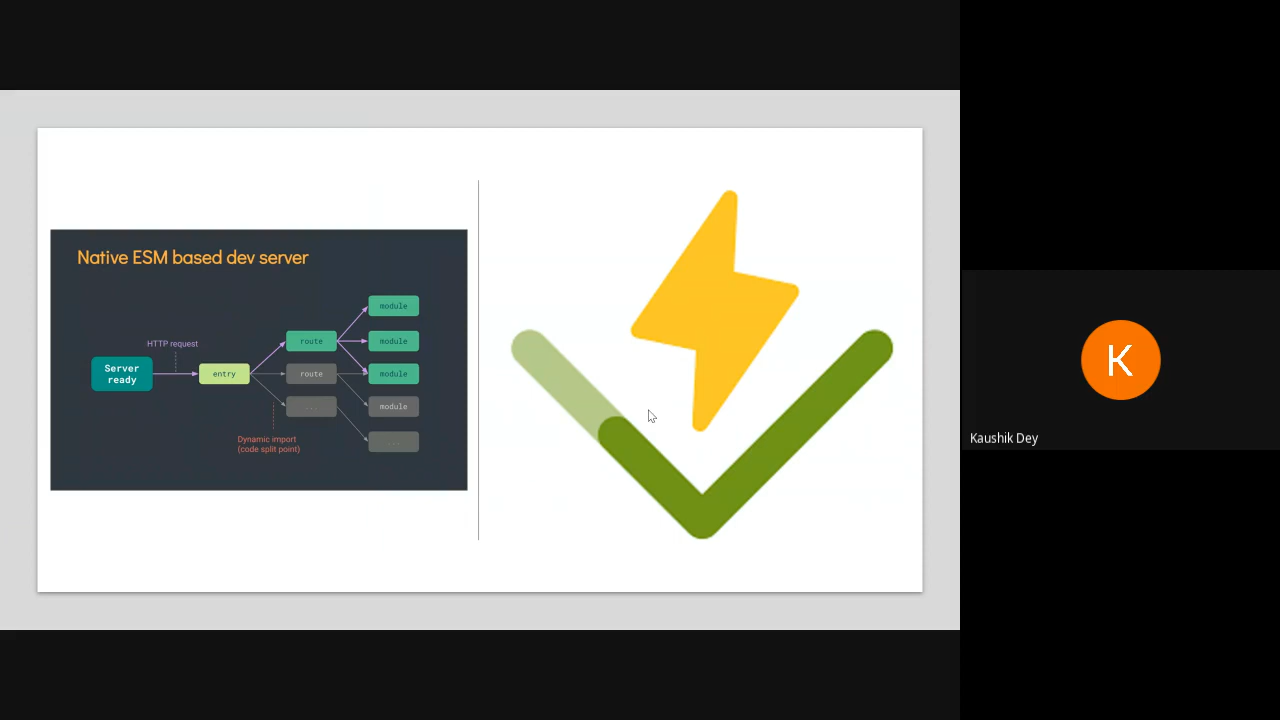 Native ESM based dev server
HTTP request
Server
ready
entry
route
route
...
module
module
module
module
...
Dynamic import
(code split point)
K
Kaushik Dey